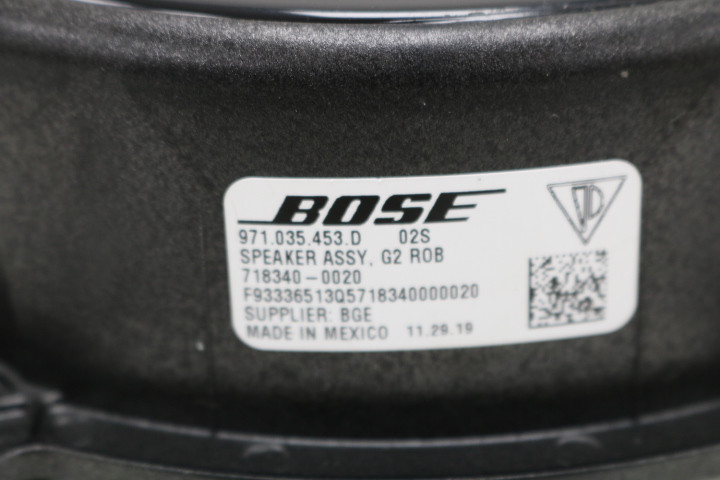 BOSE
971.035.453.D 02S
SPEAKER ASSY, G2 ROB
718340-0020
F93336513Q5718340000020
SUPPLIER: BGE
MADE IN MEXICO 11.29.19